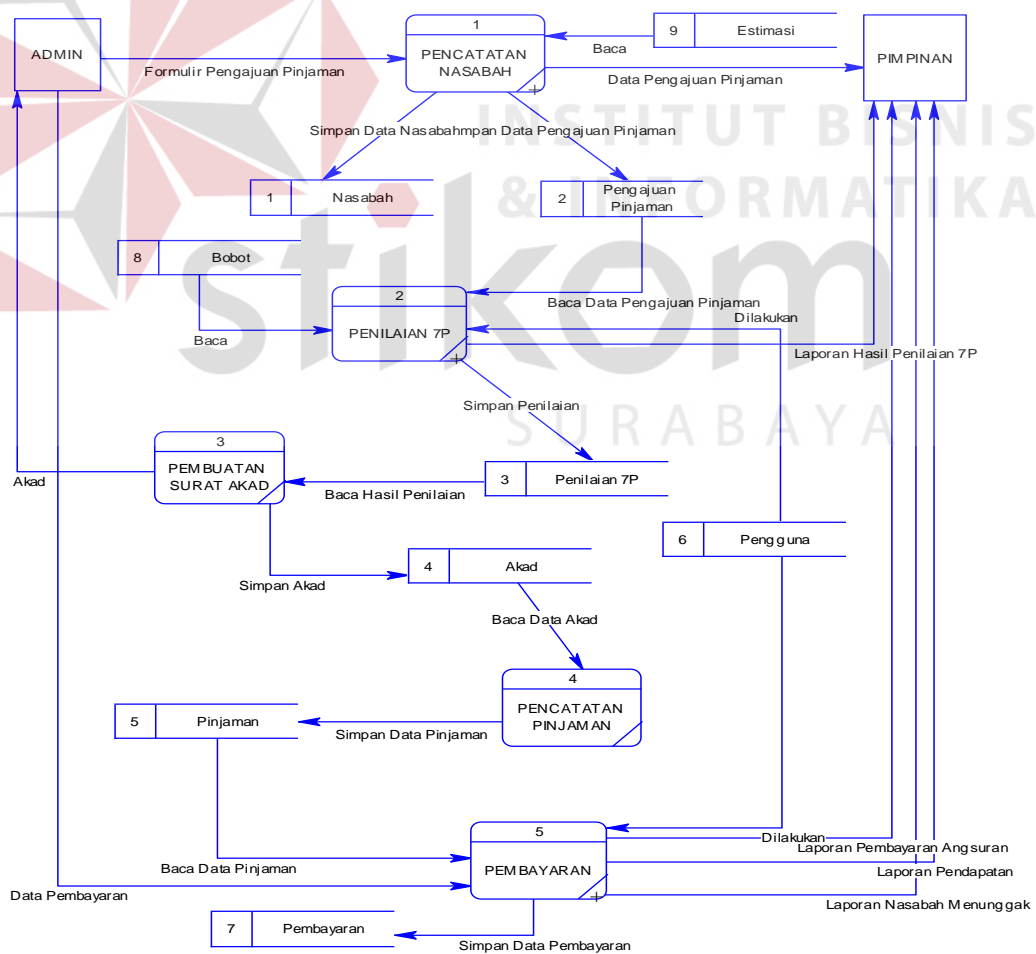 ADMIN
Formulir Pengajuan Pinjaman
1
PENCATATAN
NASABAH
Baca
9 Estimasi
Data Pengajuan Pinjaman
PIMPINAN
INSTITUT BISNIS
& INFORMATIKA
stikom
SURABAYA
Simpan Data Nasabahmpan Data Pengajuan Pinjaman
1 Nasabah
2 Pengajuan
Pinjaman
8 Bobot
Baca
2
PENILAIAN 7P
Baca Data Pengajuan Pinjaman
Dilakukan
Laporan Hasil Penilaian 7P
Simpan Penilaian
3
PEMBUATAN
SURAT AKAD
Akad
Baca Hasil Penilaian
3 Penilaian 7P
6 Pengguna
Simpan Akad
4 Akad
Baca Data Akad
4
PENCATATAN
PINJAMAN
5 Pinjaman
Simpan Data Pinjaman
5
PEMBAYARAN
Dilakukan
Laporan Pembayaran Angsuran
Baca Data Pinjaman
Laporan Pendapatan
Data Pembayaran
Laporan Nasabah Menunggak
7 Pembayaran
Simpan Data Pembayaran